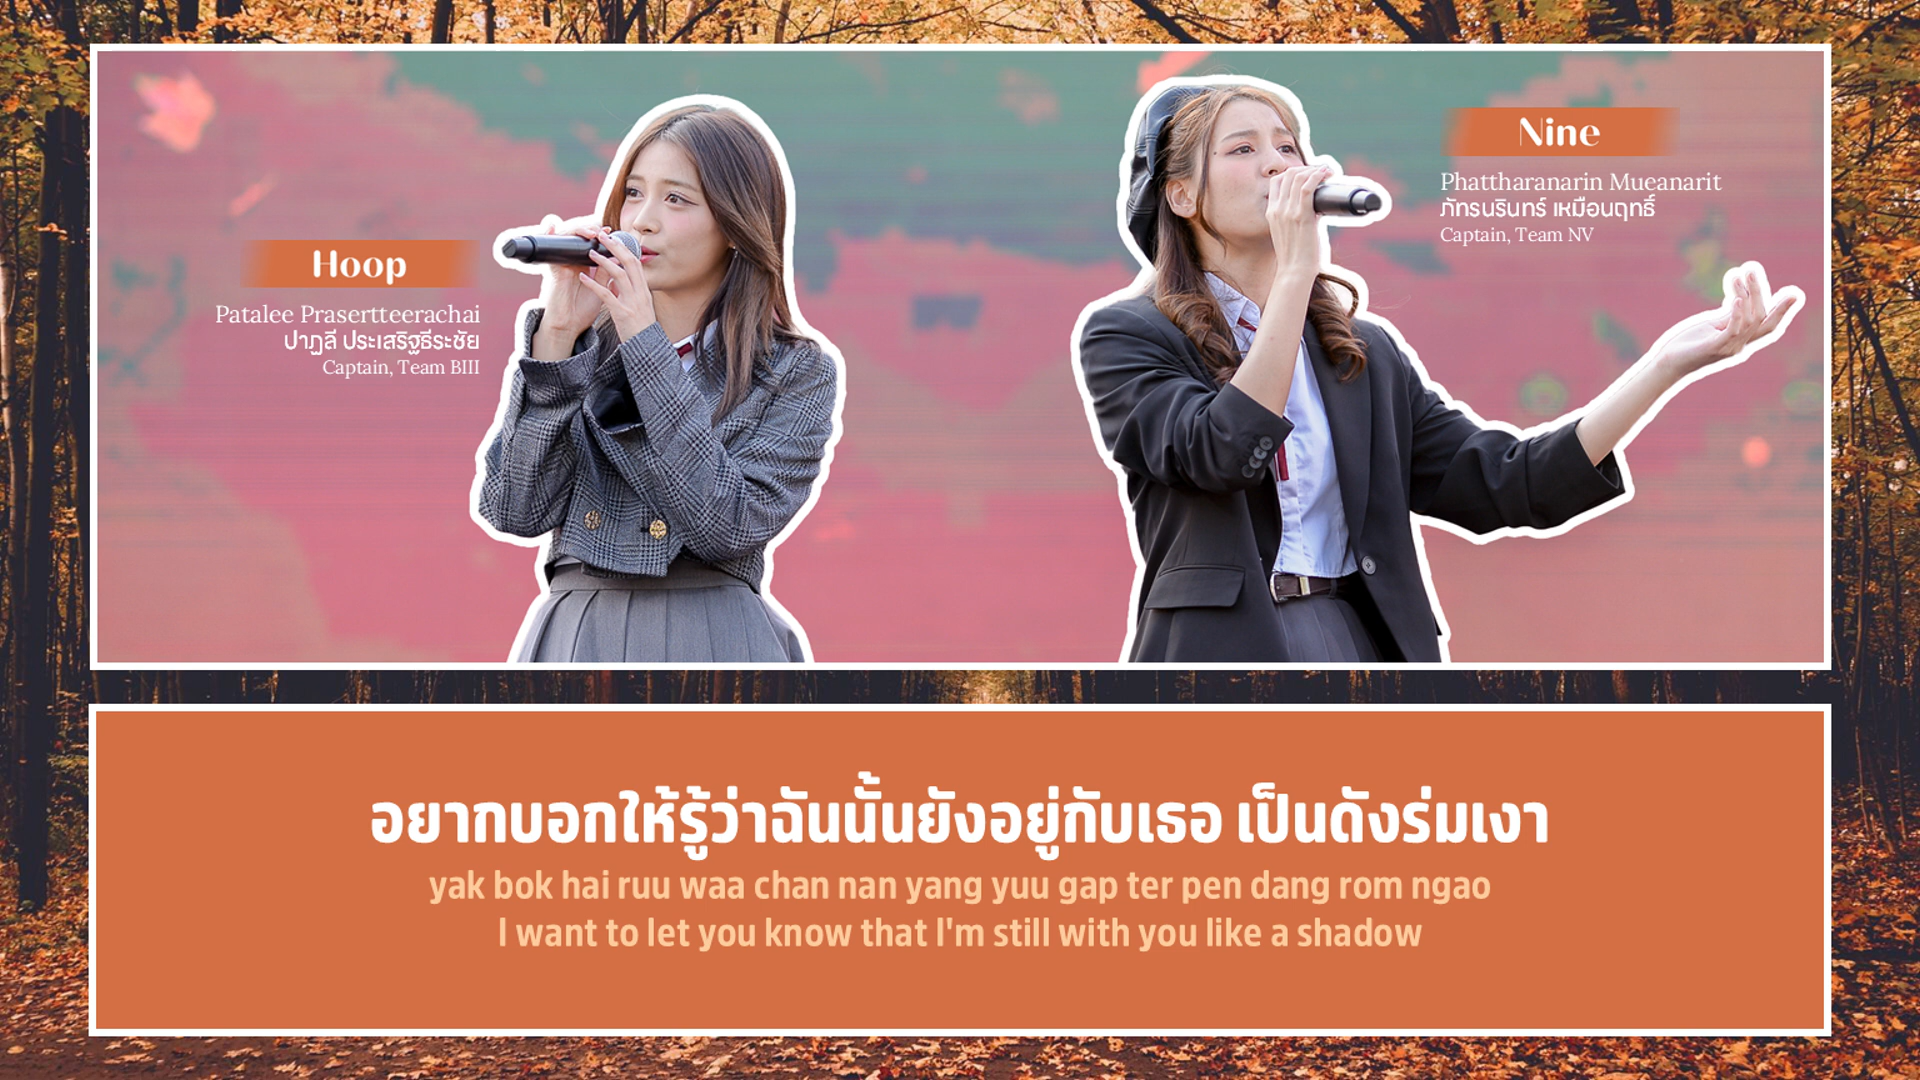 Hoop
Patalee Prasertteerachai
ปาฏลี ประเสริฐธีระชัย
Captain, Team BIII
Nine
Phattharanarin Mueanarit
ภัทรนรินทร์ เหมือนฤทธิ์
Captain, Team NV
อยากบอกให้รู้ว่าฉันนั้นยังอยู่กับเธอ เป็นดังร่มเงา
yak bok hai ruu waa chan nan yang yuu gap ter pen dang rom ngao
I want to let you know that I'm still with you like a shadow